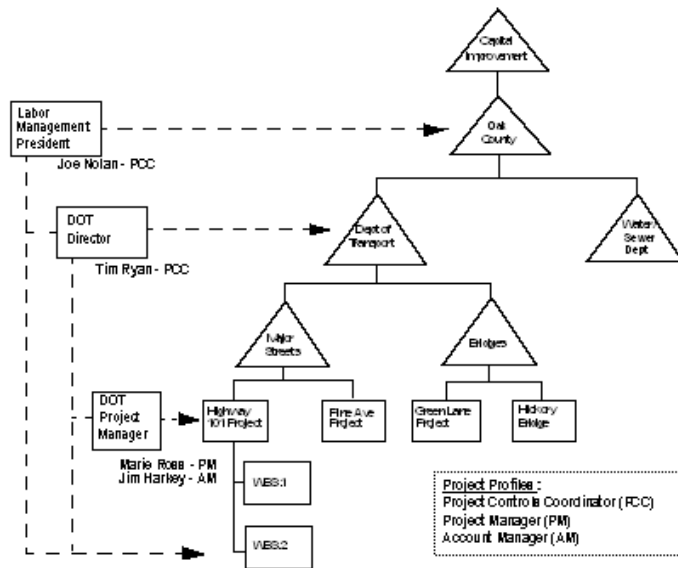 Capital
Improvement
Labor
Management
President
Oak
County
Joe Nolan - PCC
DOT
Director
Dept of
Transport
Water/
Sewer
Dept
Tim Ryan - PCC
Major
Streets
Bridges
DOT
Project
Manager
Highway
101 Project
Pine Ave
Project
Green Lane
Project
Hickory
Bridge
Marie Rose - PM
Jim Harkey - AM
WBS:1
WBS:2
Project Profiles:
Project Controls Coordinator (PCC)
Project Manager (PM)
Account Manager (AM)